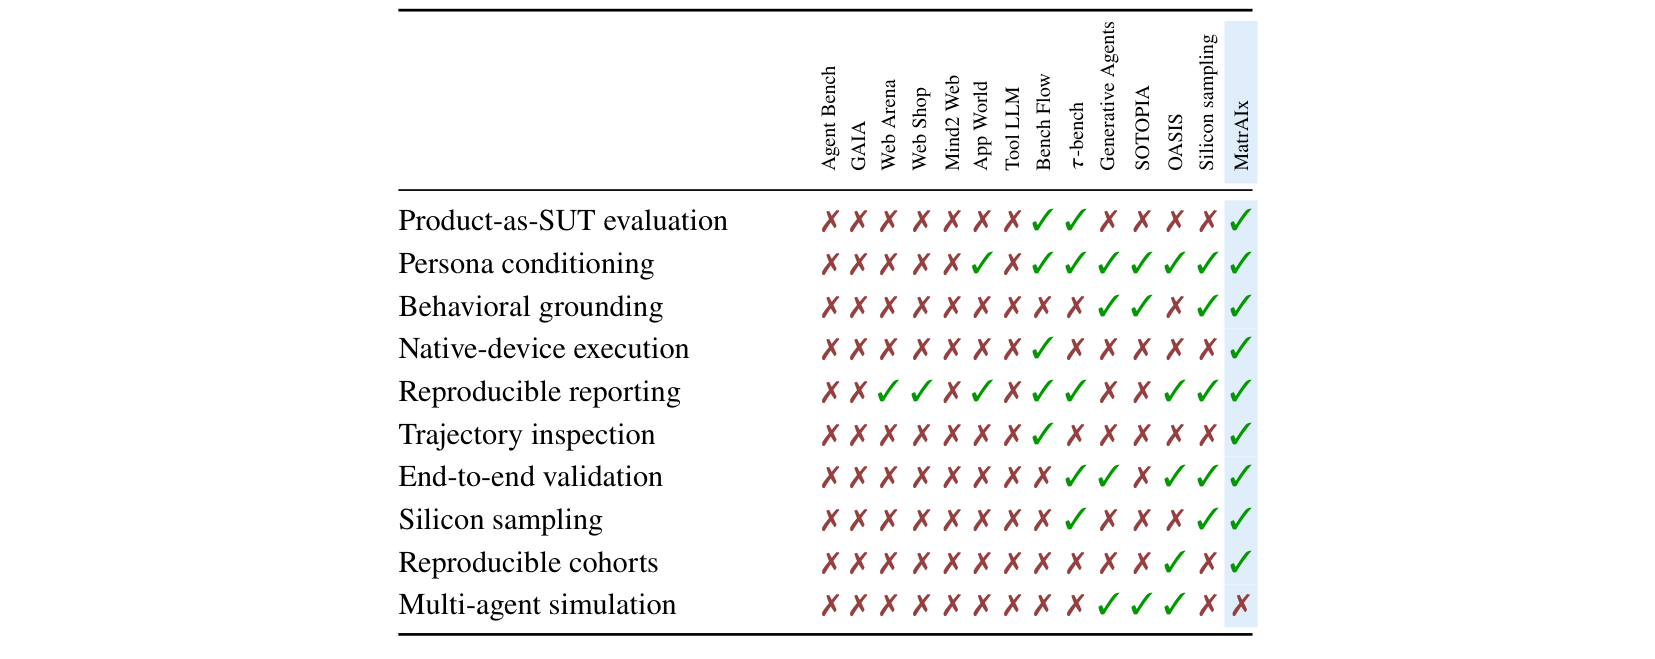 Agent Bench
GAIA
Web Arena
Web Shop
Mind2 Web
App World
Tool LLM
Bench Flow
τ-bench
Generative Agents
SOTOPIA
OASIS
Silicon sampling
MatrAIx
Product-as-SUT evaluation ✗ ✗ ✗ ✗ ✗ ✗ ✗ ✓ ✓ ✗ ✗ ✗ ✗ ✓
Persona conditioning ✗ ✗ ✗ ✗ ✗ ✓ ✗ ✓ ✓ ✓ ✓ ✓ ✓ ✓
Behavioral grounding ✗ ✗ ✗ ✗ ✗ ✗ ✗ ✗ ✗ ✓ ✓ ✗ ✓ ✓
Native-device execution ✗ ✗ ✗ ✗ ✗ ✗ ✗ ✓ ✗ ✗ ✗ ✗ ✗ ✓
Reproducible reporting ✗ ✗ ✓ ✓ ✗ ✓ ✗ ✓ ✓ ✗ ✗ ✓ ✓ ✓
Trajectory inspection ✗ ✗ ✗ ✗ ✗ ✗ ✗ ✓ ✗ ✗ ✗ ✗ ✗ ✓
End-to-end validation ✗ ✗ ✗ ✗ ✗ ✗ ✗ ✗ ✓ ✓ ✗ ✓ ✓ ✓
Silicon sampling ✗ ✗ ✗ ✗ ✗ ✗ ✗ ✗ ✓ ✗ ✗ ✗ ✓ ✓
Reproducible cohorts ✗ ✗ ✗ ✗ ✗ ✗ ✗ ✗ ✗ ✗ ✗ ✓ ✗ ✓
Multi-agent simulation ✗ ✗ ✗ ✗ ✗ ✗ ✗ ✗ ✗ ✓ ✓ ✓ ✗ ✗